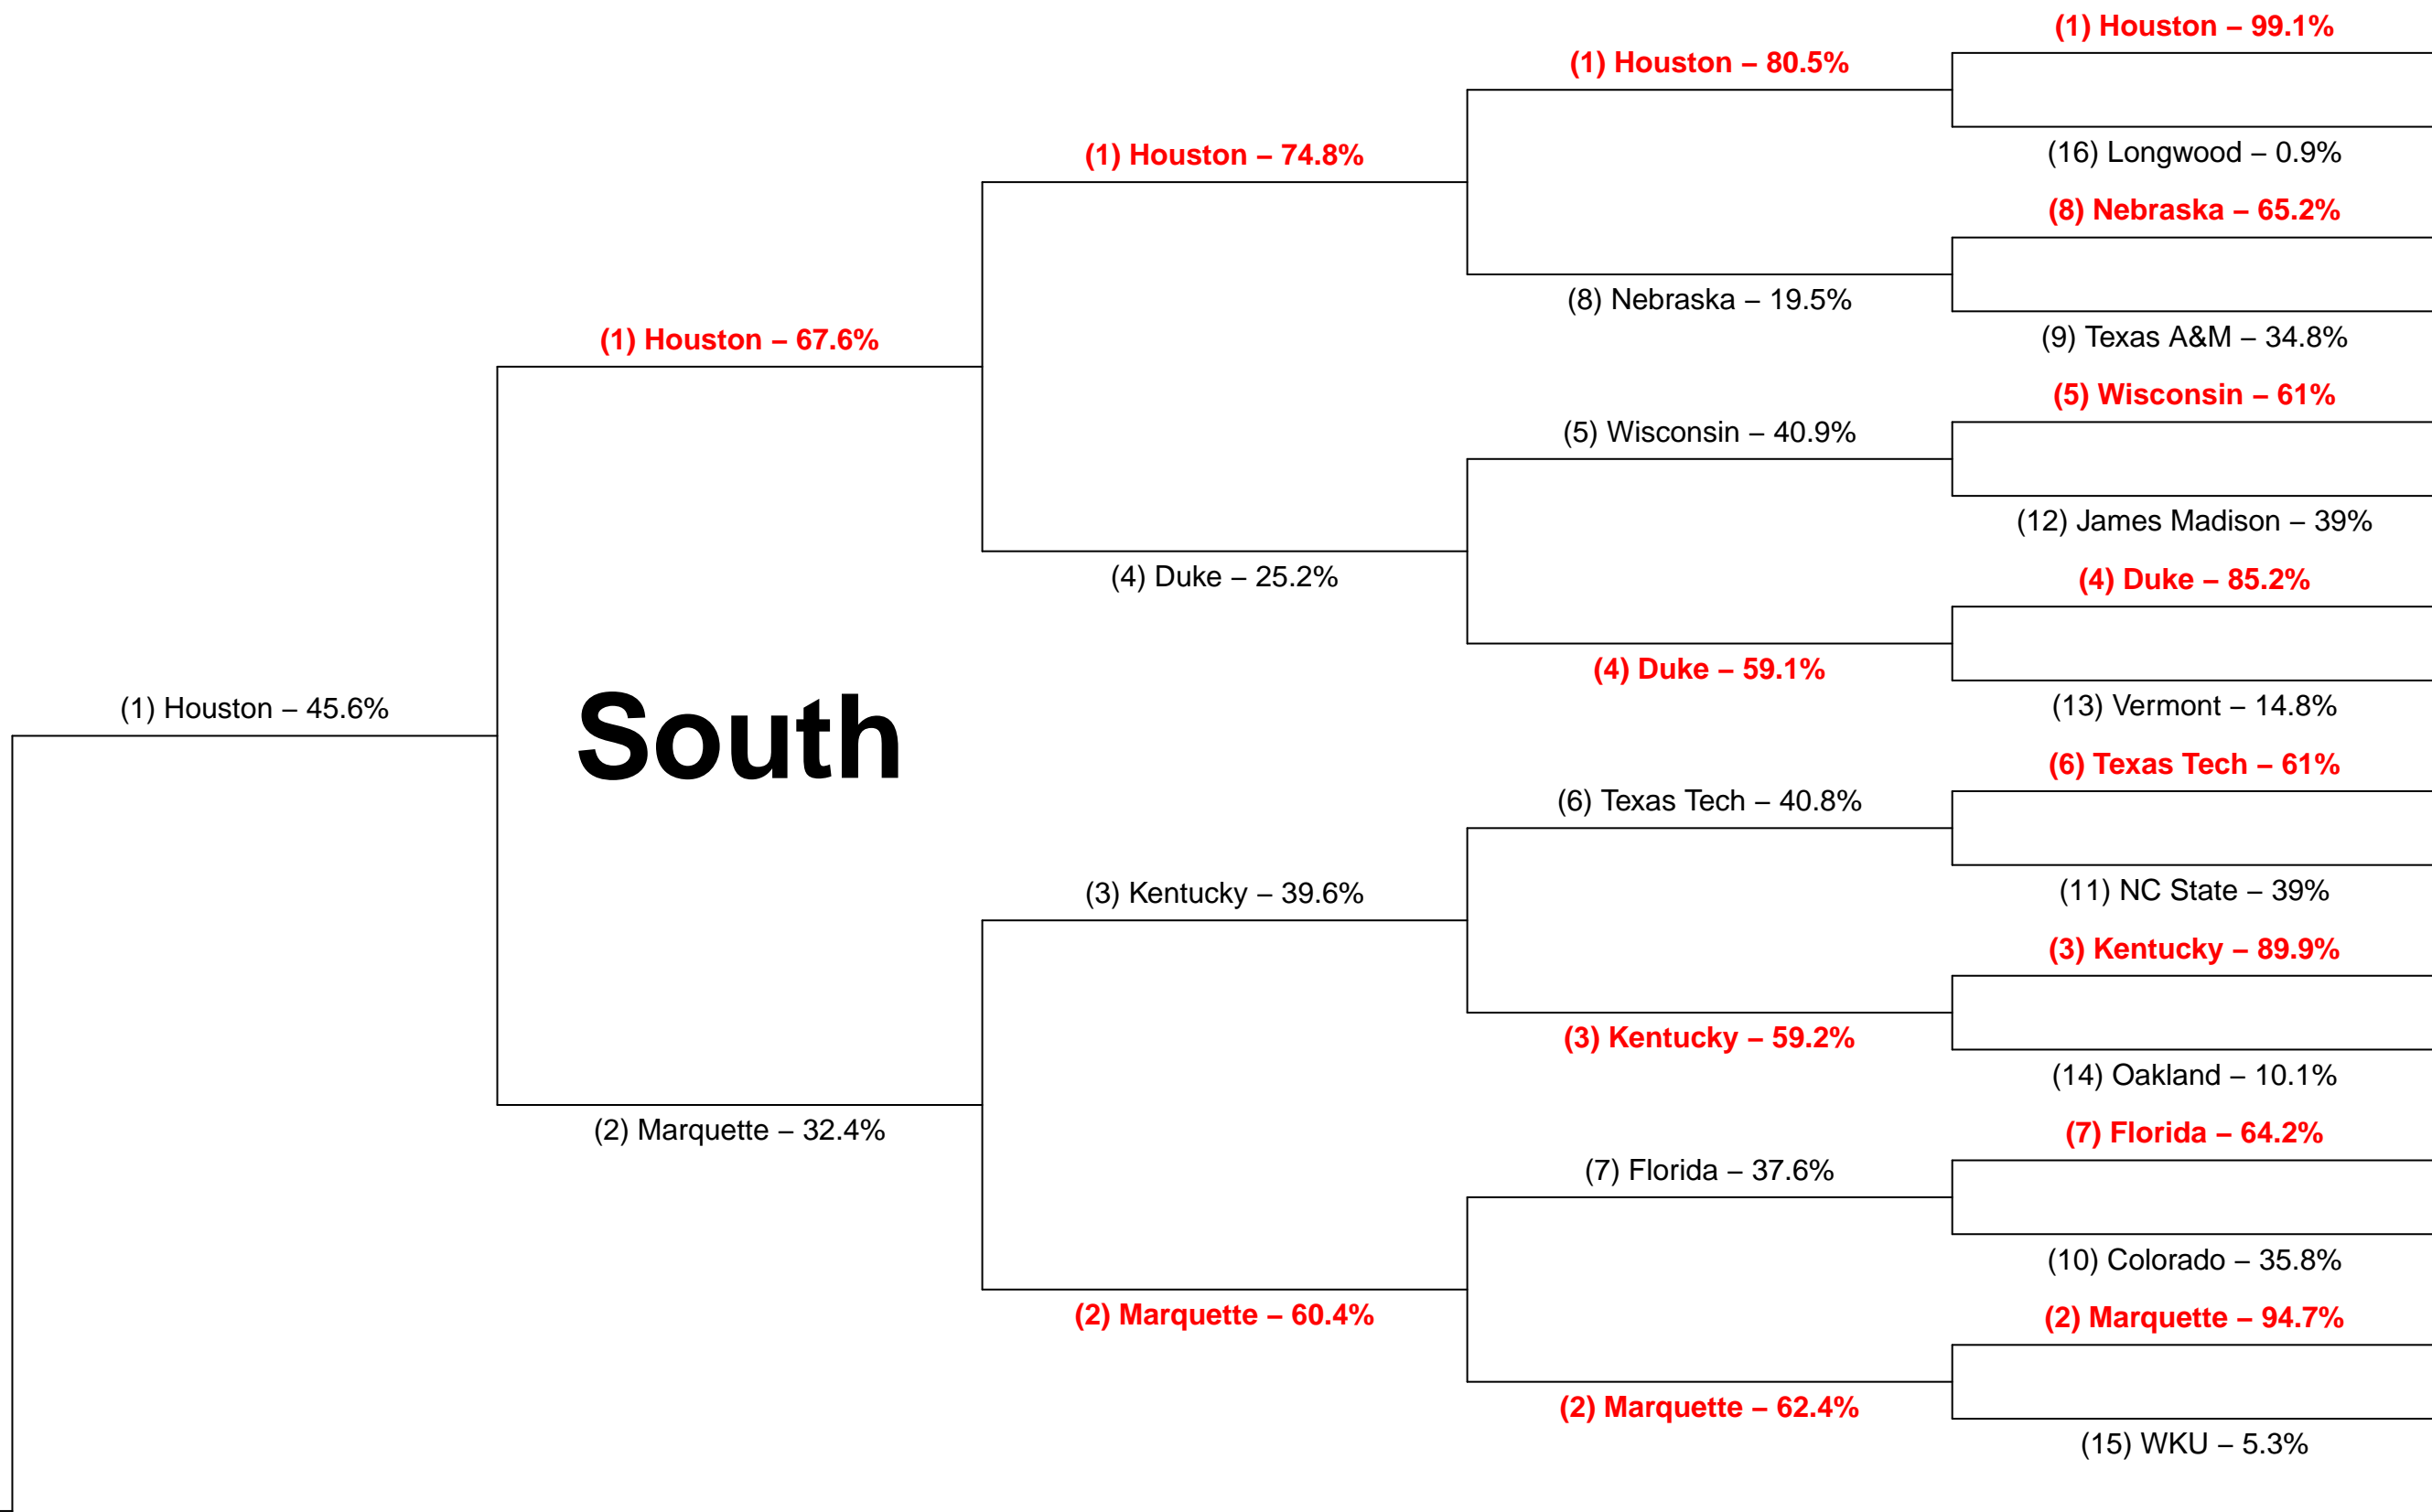 (1) Houston – 99.1%
(1) Houston – 80.5%
(1) Houston – 74.8%
(16) Longwood – 0.9%
(8) Nebraska – 65.2%
(8) Nebraska – 19.5%
(1) Houston – 67.6%
(9) Texas A&M – 34.8%
(5) Wisconsin – 61%
(5) Wisconsin – 40.9%
(12) James Madison – 39%
(4) Duke – 25.2%
(4) Duke – 85.2%
(4) Duke – 59.1%
(1) Houston – 45.6%
(13) Vermont – 14.8%
South
(6) Texas Tech – 61%
(6) Texas Tech – 40.8%
(3) Kentucky – 39.6%
(11) NC State – 39%
(3) Kentucky – 89.9%
(3) Kentucky – 59.2%
(14) Oakland – 10.1%
(2) Marquette – 32.4%
(7) Florida – 64.2%
(7) Florida – 37.6%
(10) Colorado – 35.8%
(2) Marquette – 60.4%
(2) Marquette – 94.7%
(2) Marquette – 62.4%
(15) WKU – 5.3%